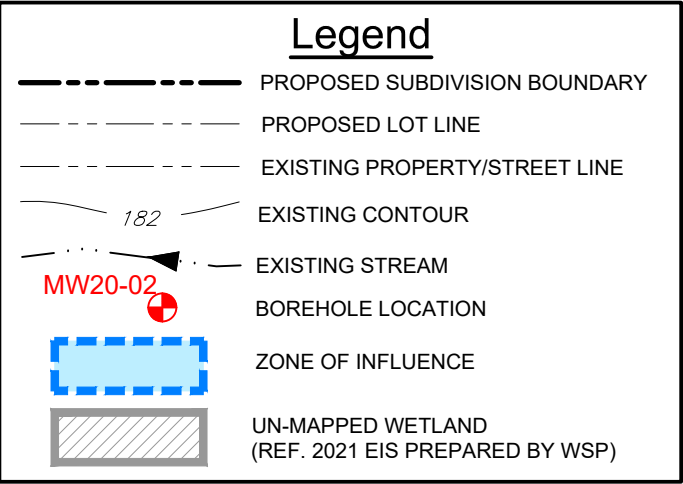 Legend
PROPOSED SUBDIVISION BOUNDARY
PROPOSED LOT LINE
EXISTING PROPERTY/STREET LINE
182
EXISTING CONTOUR
EXISTING STREAM
MW20-02
BOREHOLE LOCATION
ZONE OF INFLUENCE
UN-MAPPED WETLAND
(REF. 2021 EIS PREPARED BY WSP)